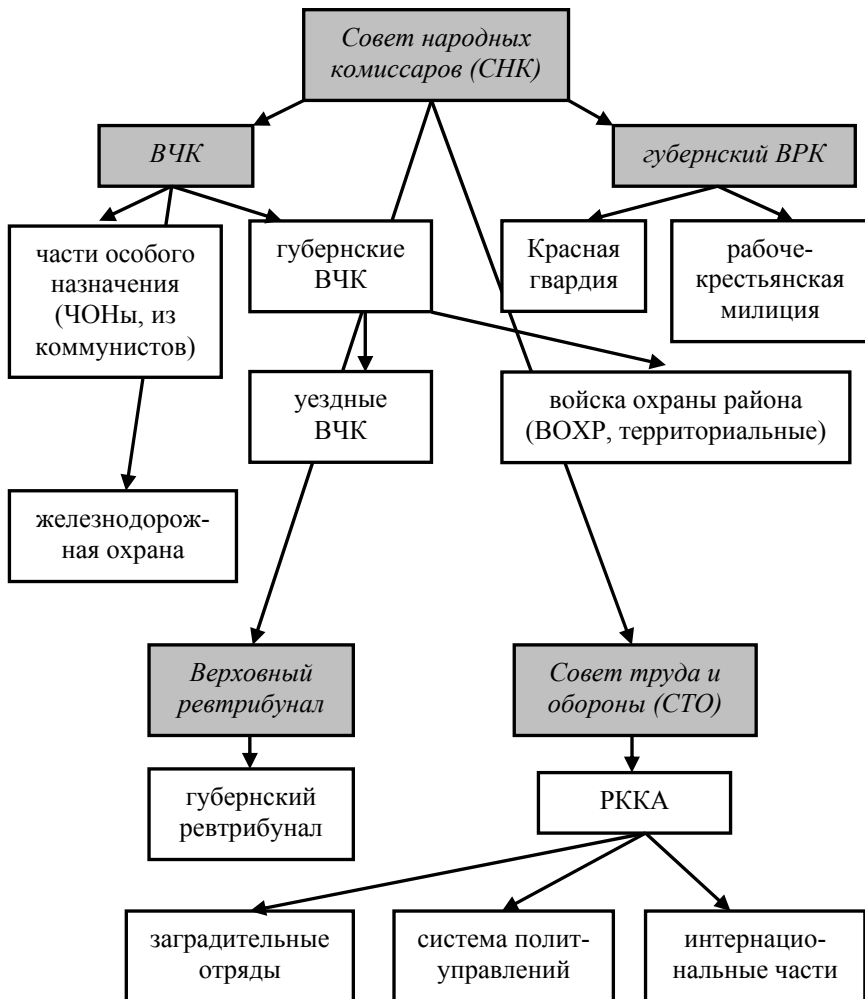 Совет народных
комиссаров (СНК)
ВЧК
губернский ВРК
части особого
назначения
(ЧОНы, из
коммунистов)
губернские
ВЧК
Красная
гвардия
рабоче-
крестьянская
милиция
уездные
ВЧК
войска охраны района
(ВОХР, территориальные)
железнодорож-
ная охрана
Верховный
ревтрибунал
Совет труда и
обороны (СТО)
губернский
ревтрибунал
РККА
заградительные
отряды
система полит-
управлений
интернацио-
нальные части